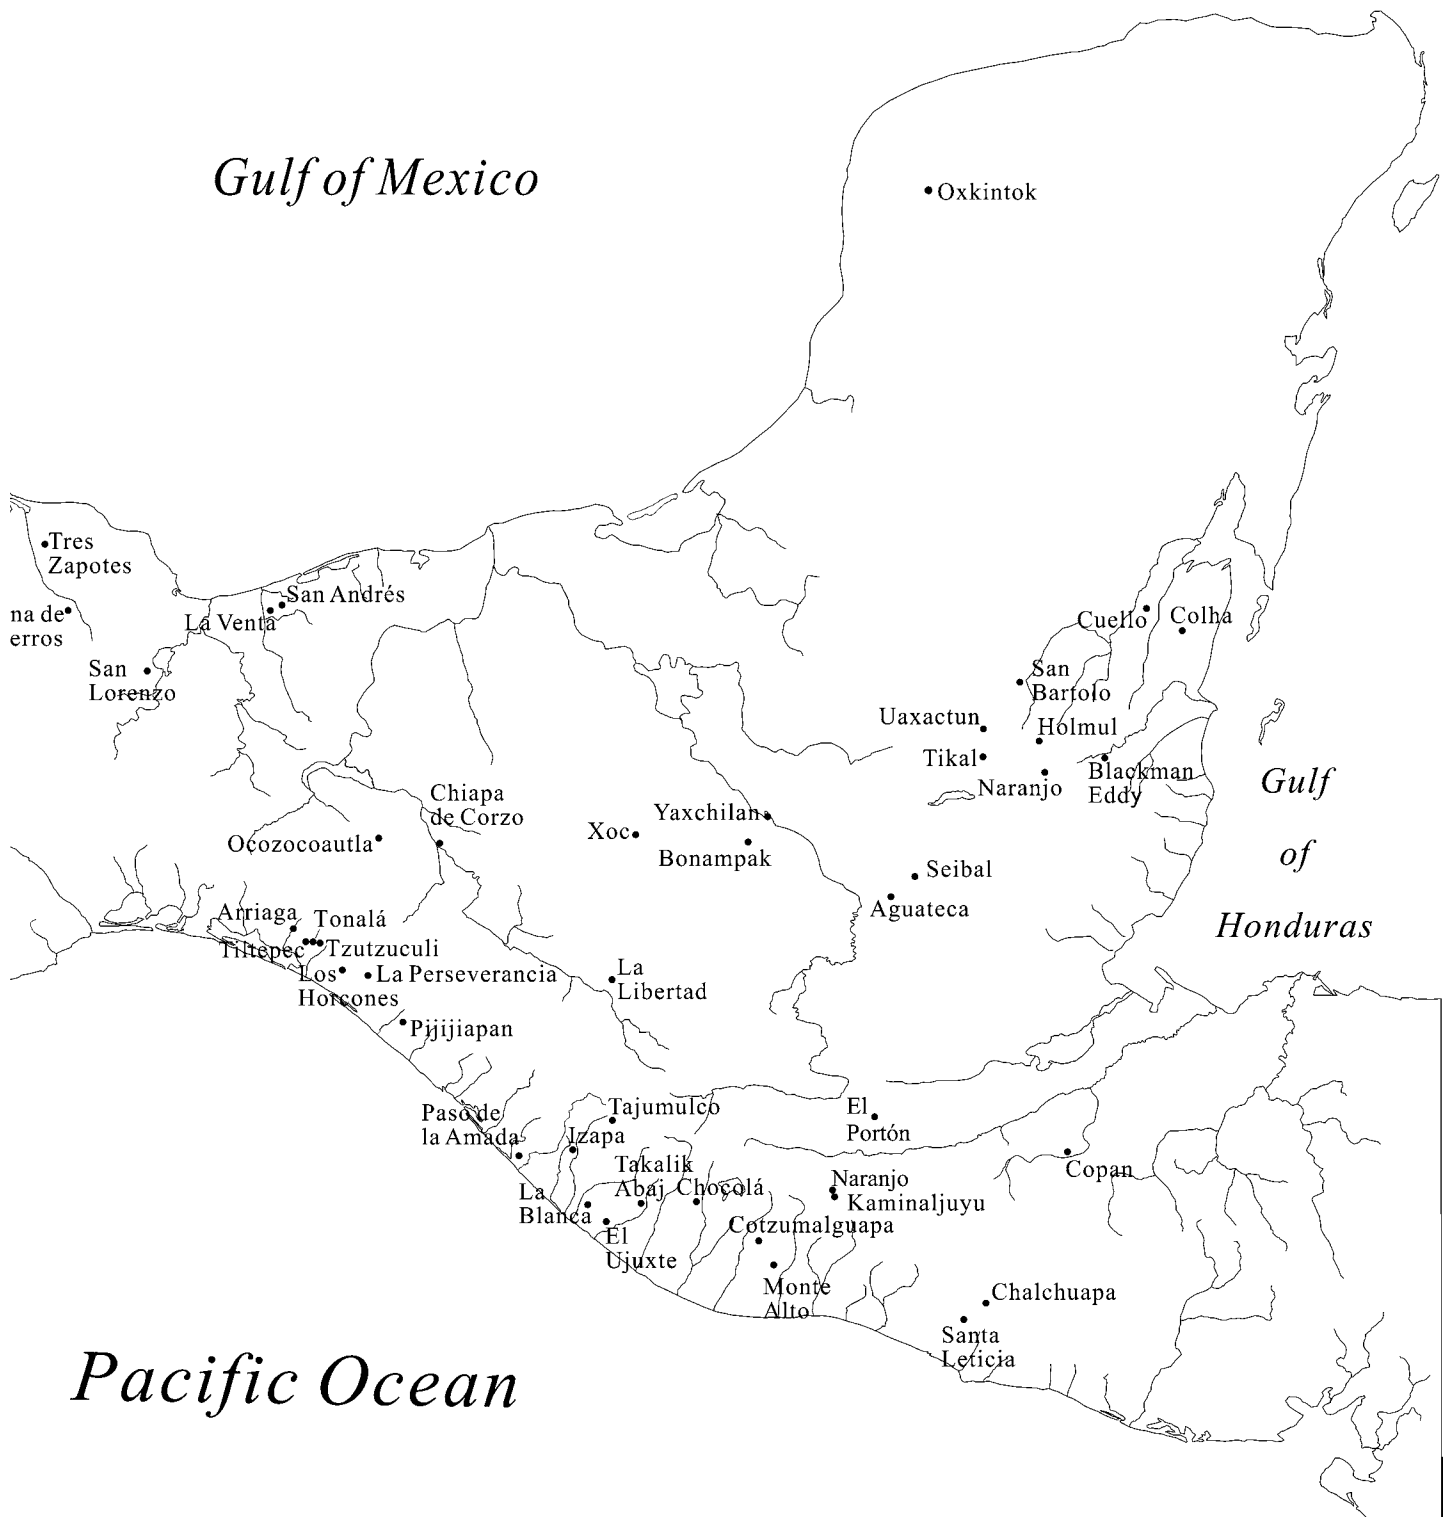 Gulf of Mexico
Oxkintok
Tres
Zapotes
San Andrés
La Venta
na de
erros
San
Lorenzo
Cuello
Colha
San
Bartolo
Uaxactun
Holmul
Tikal
Naranjo
Blackman
Eddy
Gulf
of
Honduras
Chiapa
de Corzo
Ocozocoautla
Xoc
Yaxchilan
Bonampak
Seibal
Aguateca
Arriaga
Tonalá
Tiltepec
Tzutzuculi
Los
Horcones
La Perseverancia
La
Libertad
Pijijiapan
Paso de
la Amada
Tajumulco
Izapa
El
Portón
Takalik
Abaj
Chocolá
Copan
La
Blanca
Naranjo
Kaminaljuyu
El
Ujuxte
Cotzumalguapa
Monte
Alto
Chalchuapa
Santa
Leticia
Pacific Ocean